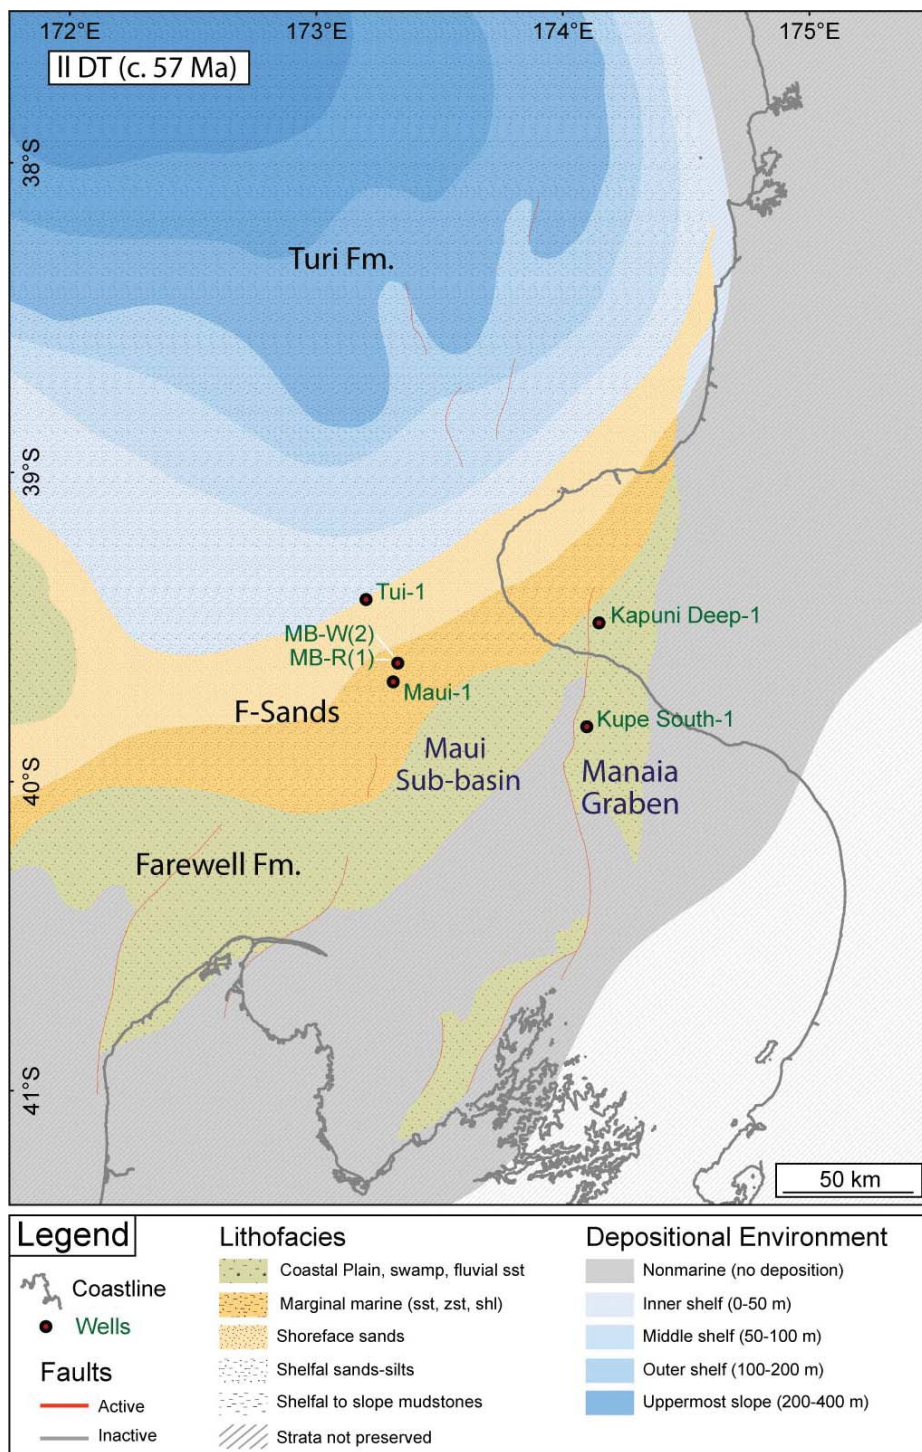 172°E
173°E
174°E
175°E
II DT (c. 57 Ma)
38°S
Turi Fm.
39°S
Tui-1
MB-W(2)
MB-R(1)
Kapuni Deep-1
Maui-1
F-Sands
Kupe South-1
Maui
Sub-basin
Manaia
Graben
40°S
Farewell Fm.
41°S
50 km
Legend
Coastline
Wells
Faults
Active
Inactive
Lithofacies
Coastal Plain, swamp, fluvial sst
Marginal marine (sst, zst, shl)
Shoreface sands
Shelfal sands-silts
Shelfal to slope mudstones
Strata not preserved
Depositional Environment
Nonmarine (no deposition)
Inner shelf (0-50 m)
Middle shelf (50-100 m)
Outer shelf (100-200 m)
Uppermost slope (200-400 m)